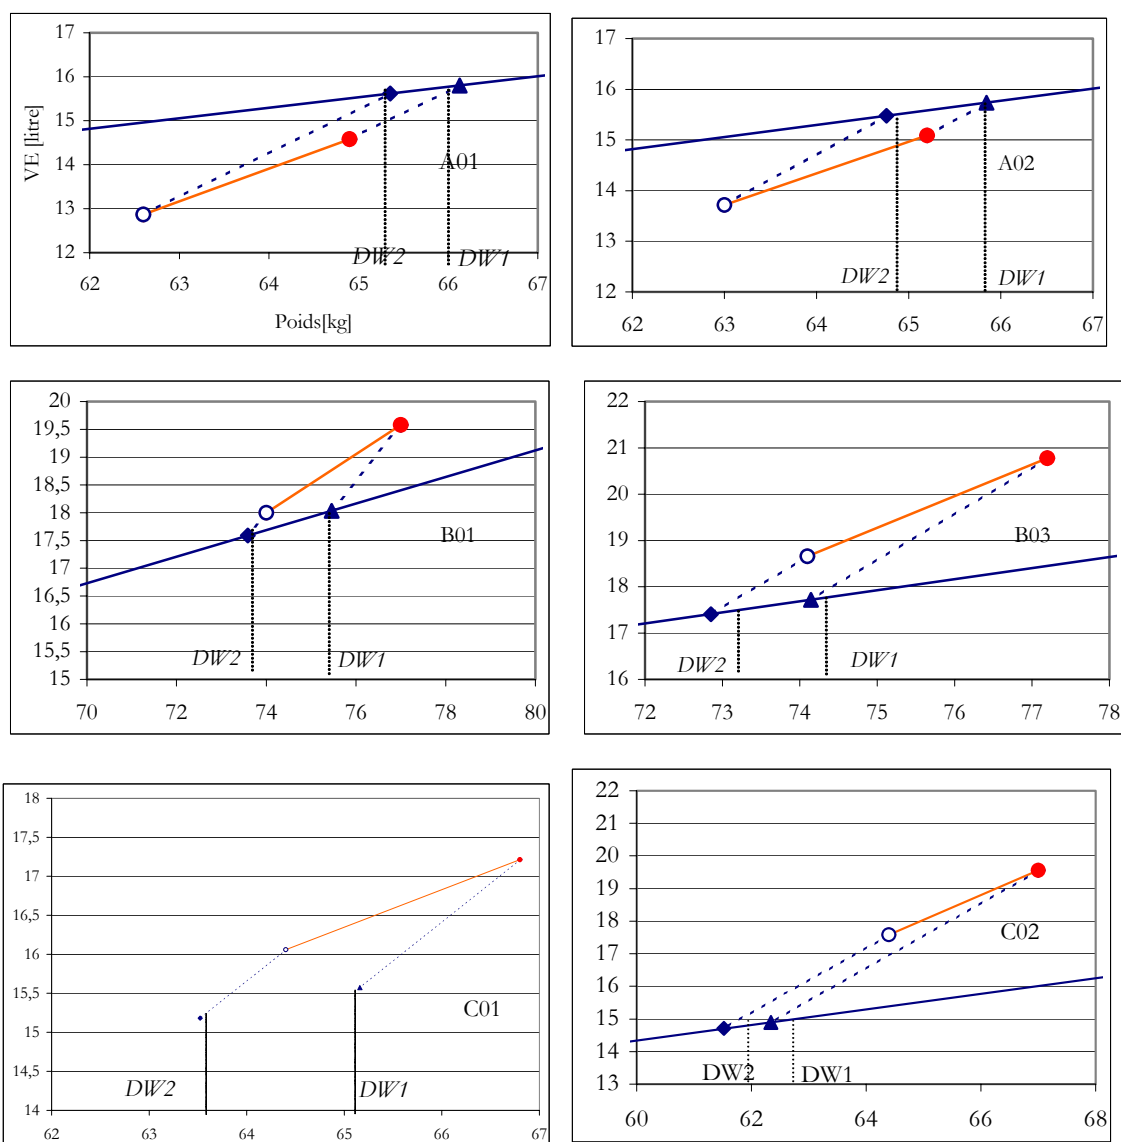 17
16
15
14
13
12
VE [litre]
A01
DW2 DW1
62 63 64 65 66 67
Poids[kg]
17
16
15
14
13
12
A02
DW2 DW1
62 63 64 65 66 67
20
19,5
19
18,5
18
17,5
17
16,5
16
15,5
15
B01
DW2 DW1
70 72 74 76 78 80
22
21
20
19
18
17
16
B03
DW2 DW1
72 73 74 75 76 77 78
18
17,5
17
16,5
16
15,5
15
14,5
14
C01
DW2 DW1
62 63 64 65 66 67
22
21
20
19
18
17
16
15
14
13
C02
DW2 DW1
60 62 64 66 68